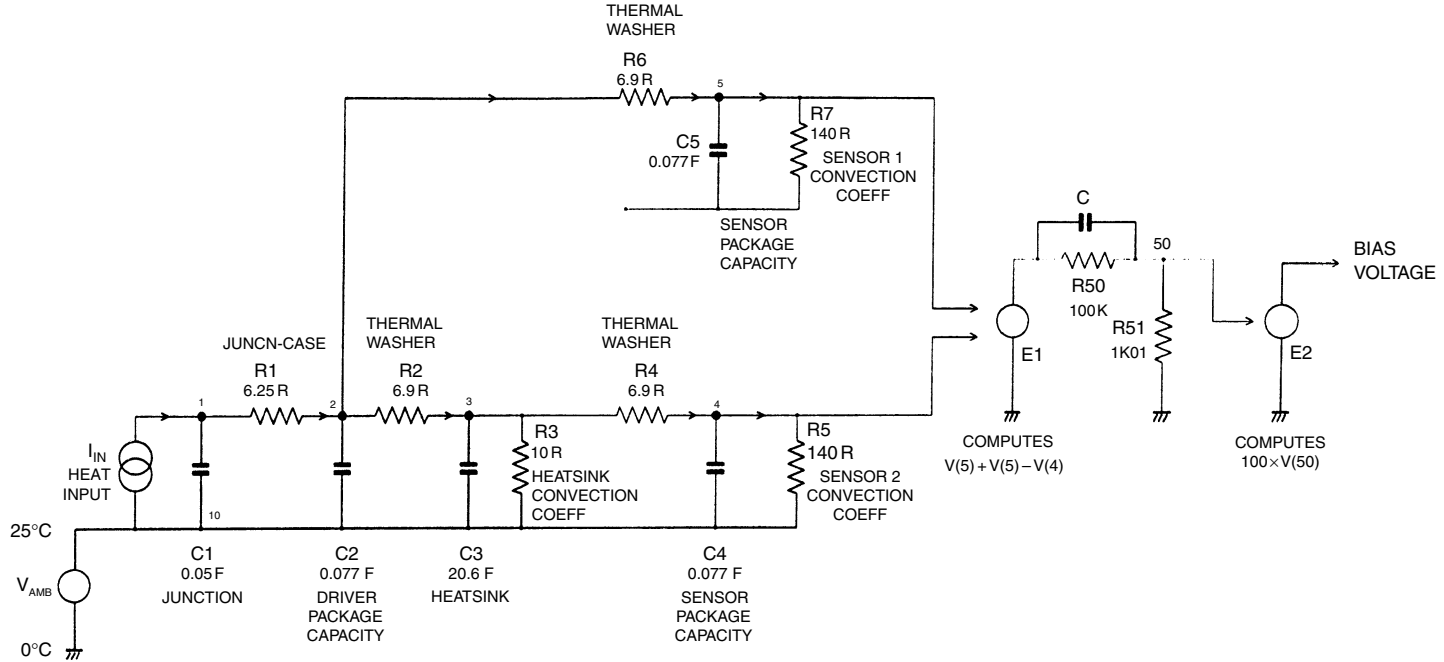 THERMAL
WASHER
R6
6.9 R
5
R7
140 R
C5
0.077 F
SENSOR 1
CONVECTION
COEFF
SENSOR
PACKAGE
CAPACITY
C
50
BIAS
VOLTAGE
R50
100K
R51
1K01
E1
E2
COMPUTES
V(5) + V(5) – V(4)
COMPUTES
100×V(50)
JUNCN-CASE
R1
6.25 R
THERMAL
WASHER
R2
6.9 R
THERMAL
WASHER
R4
6.9 R
1
2
3
4
I_IN
HEAT
INPUT
R3
10 R
HEATSINK
CONVECTION
COEFF
R5
140 R
SENSOR 2
CONVECTION
COEFF
10
25°C
V_AMB
0°C
C1
0.05 F
JUNCTION
C2
0.077 F
DRIVER
PACKAGE
CAPACITY
C3
20.6 F
HEATSINK
C4
0.077 F
SENSOR
PACKAGE
CAPACITY